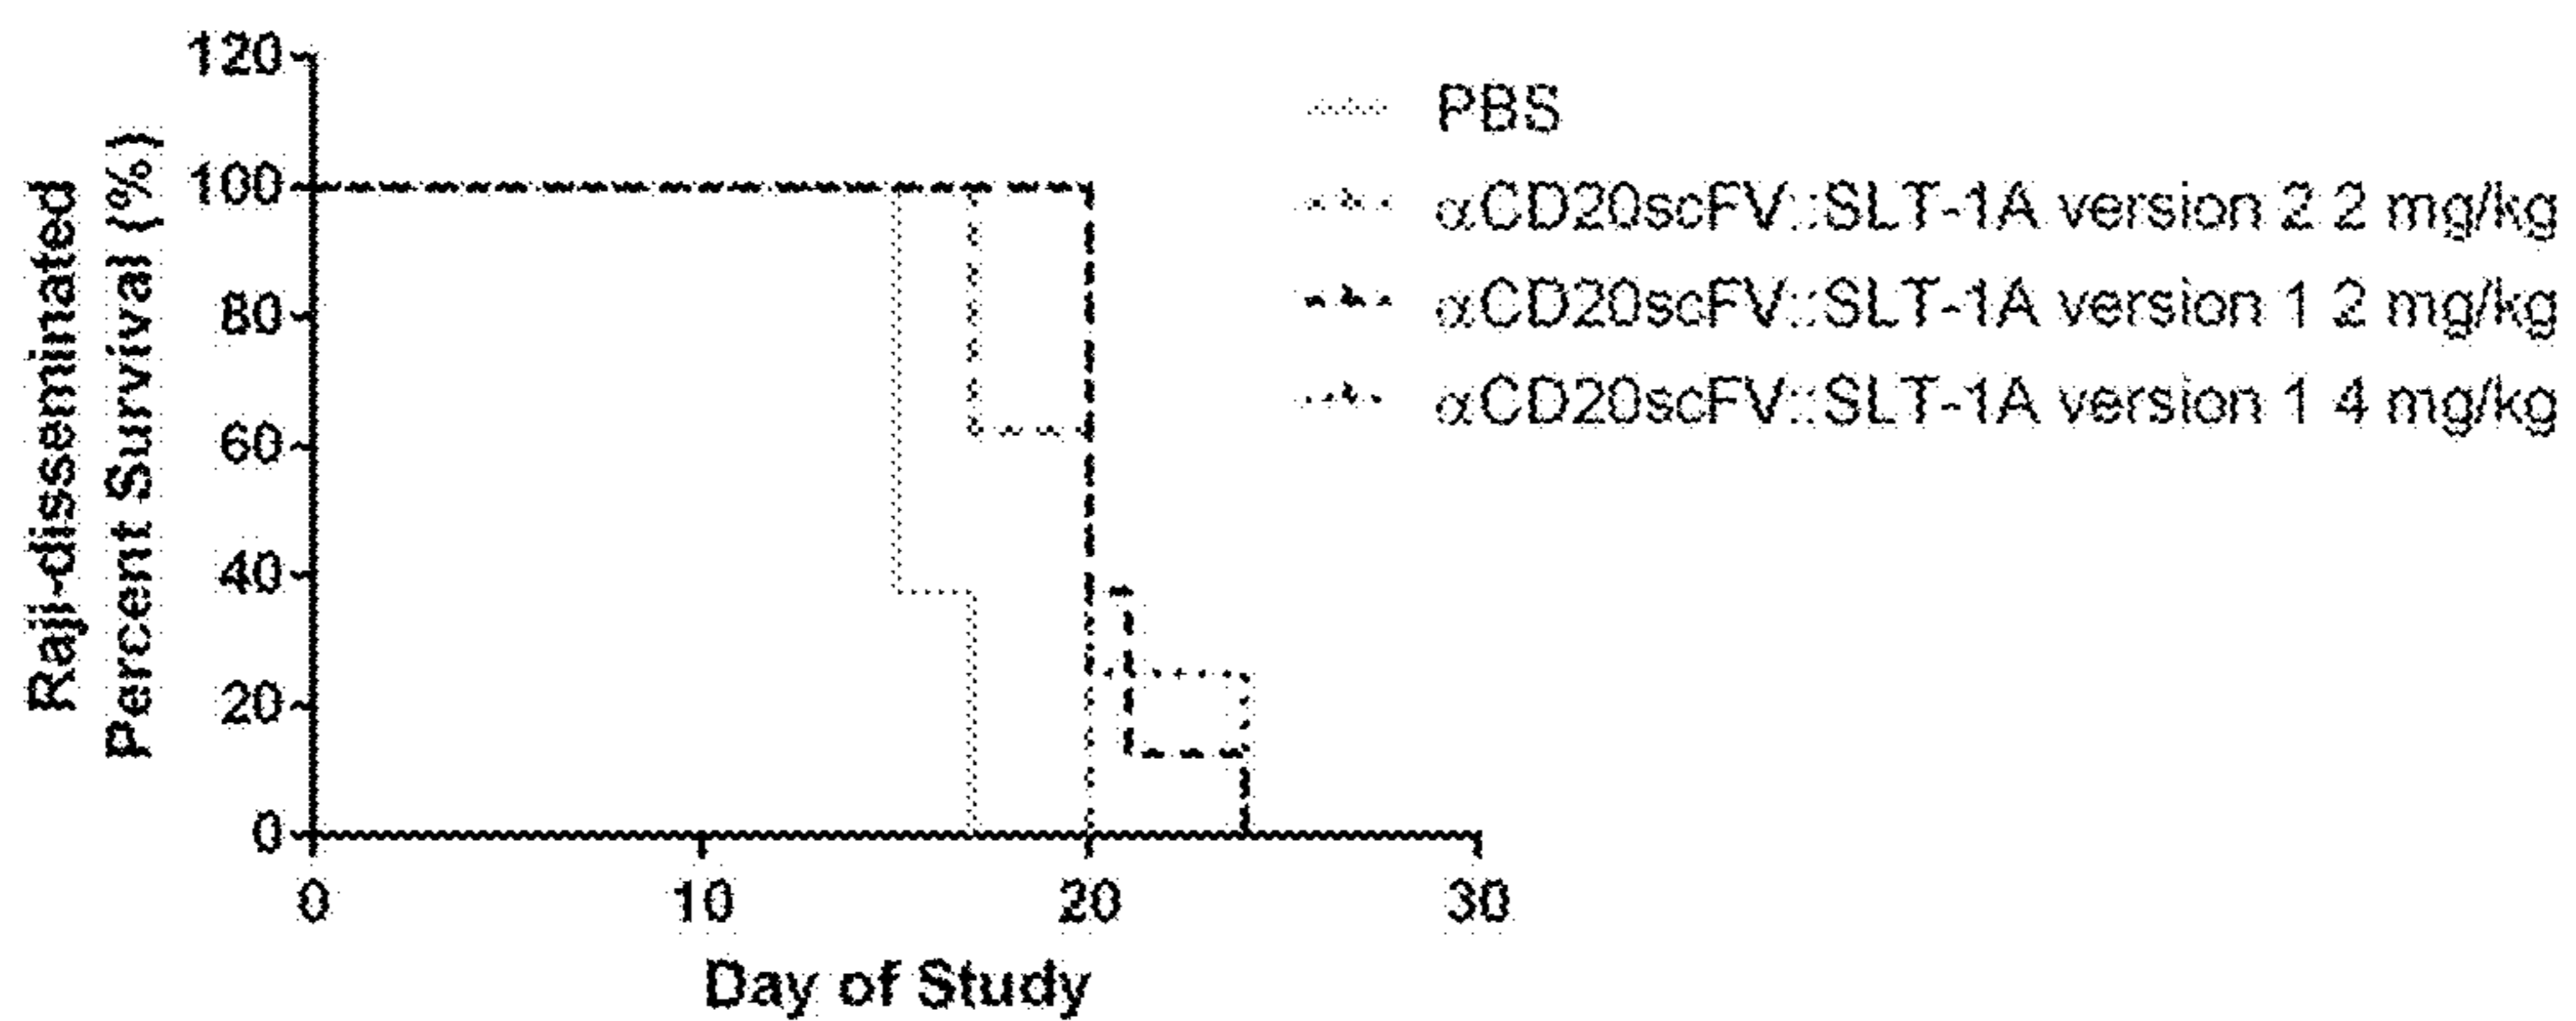 120
100
80
60
40
20
0
Raji-disseminated
Percent Survival (%)
0 10 20 30
Day of Study
PBS
αCD20scFV::SLT-1A version 2 2 mg/kg
αCD20scFV::SLT-1A version 1 2 mg/kg
αCD20scFV::SLT-1A version 1 4 mg/kg